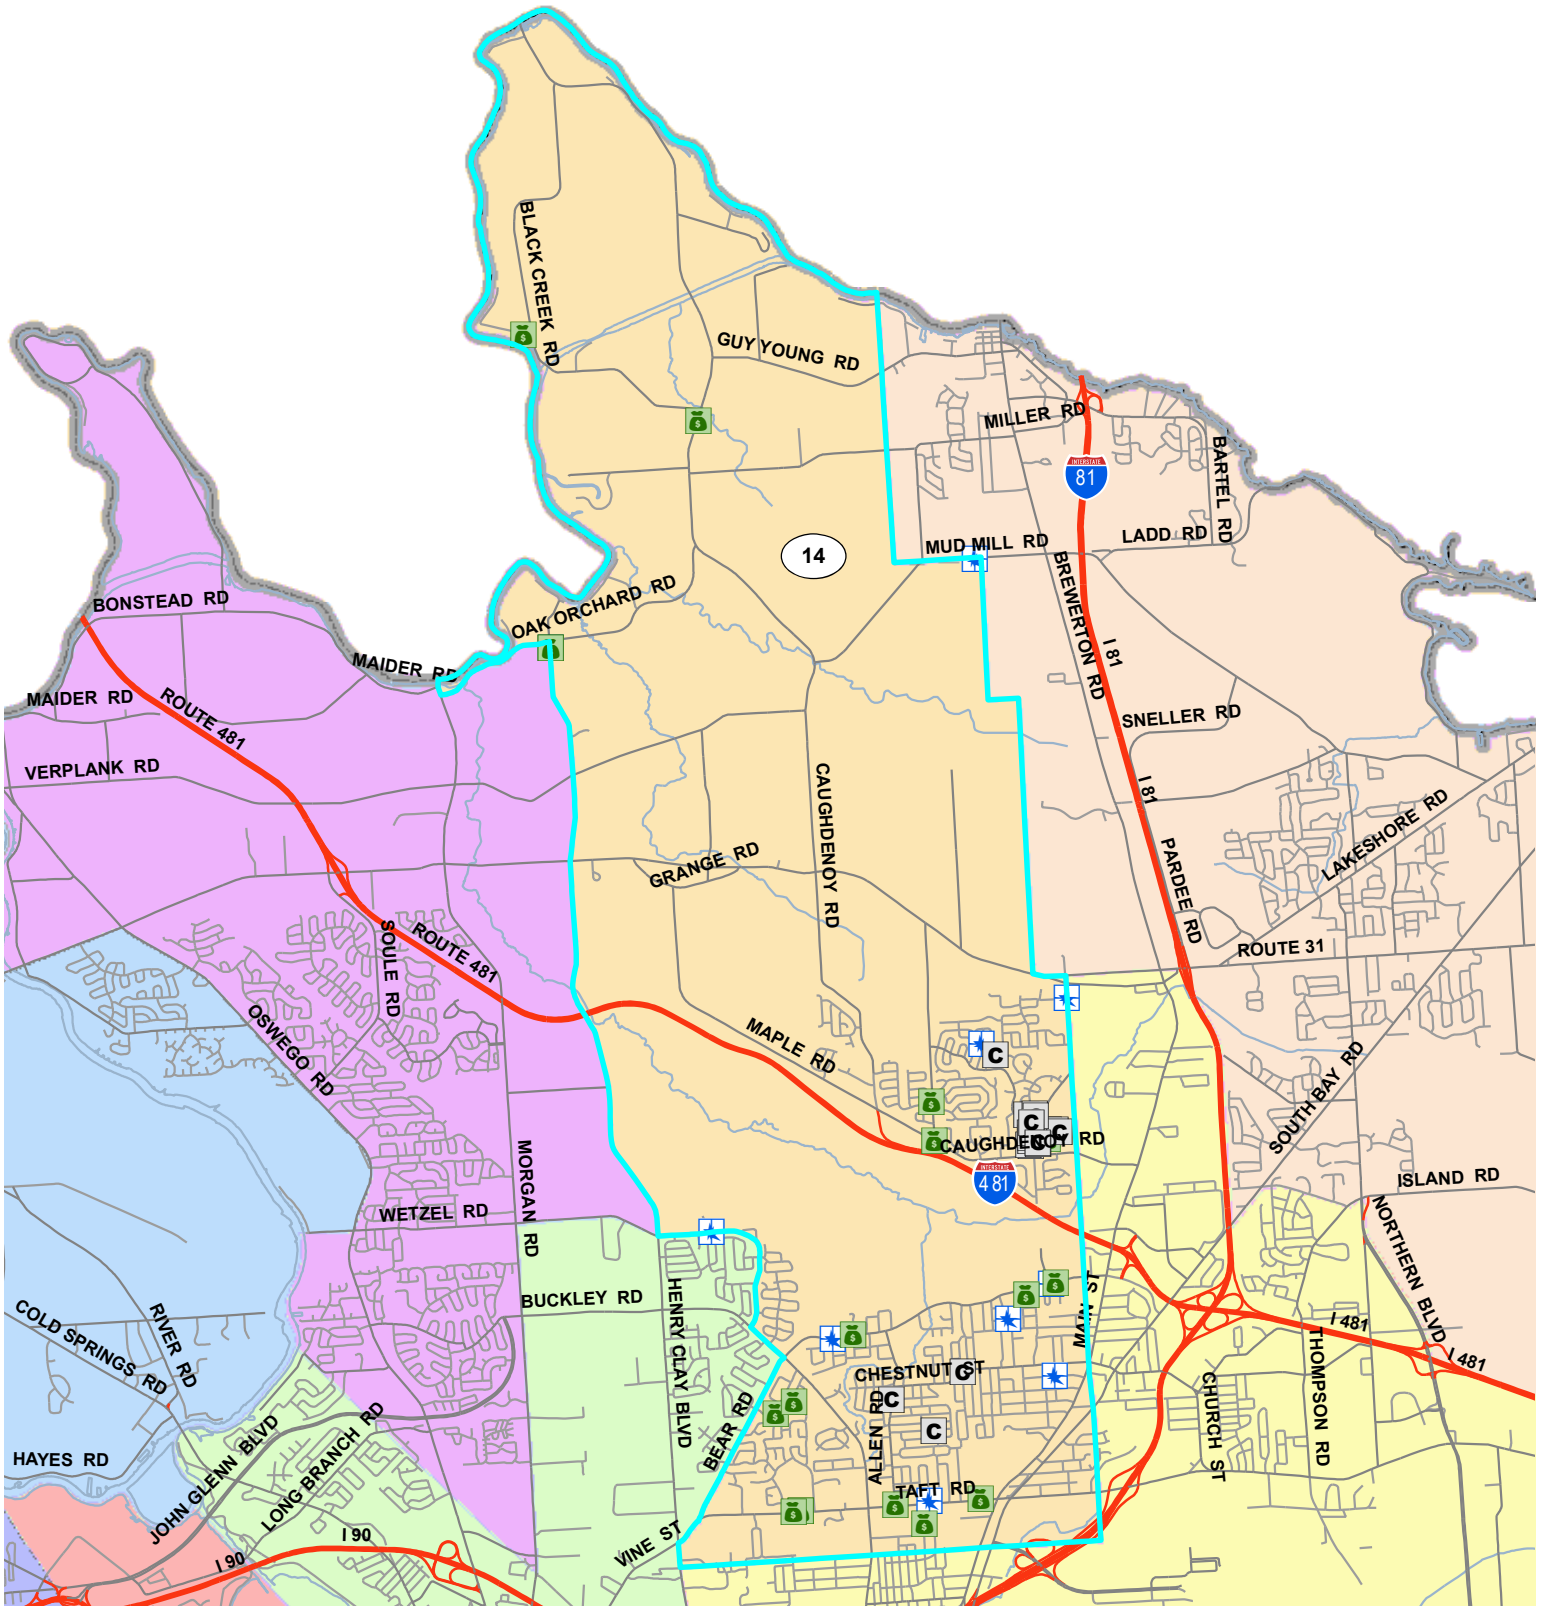 BLACK CREEK RD
GUY YOUNG RD
MILLER RD
INTERSTATE
81
BARTEL RD
14
MUD MILL RD
LADD RD
BREWERTON RD
I 81
BONSTEAD RD
OAK ORCHARD RD
MAIDER RD
MAIDER RD
ROUTE 481
SNELLER RD
VERPLANK RD
CAUGHDENOY RD
I 81
LAKESHORE RD
PARDEE RD
GRANGE RD
SOULE RD
ROUTE 481
ROUTE 31
OSWEGO RD
MAPLE RD
C
SOUTH BAY RD
C
C
C
CAUGHDENOY RD
INTERSTATE
481
MORGAN RD
ISLAND RD
WETZEL RD
NORTHERN BLVD
HENRY CLAY BLVD
BUCKLEY RD
MAIN ST
COLD SPRINGS RD
RIVER RD
I 481
THOMPSON RD
I 481
CHESTNUT ST
C
C
ALLEN RD
CHURCH ST
BEAR RD
C
JOHN GLENN BLVD
LONG BRANCH RD
HAYES RD
TAFT RD
VINE ST
I 90
I 90